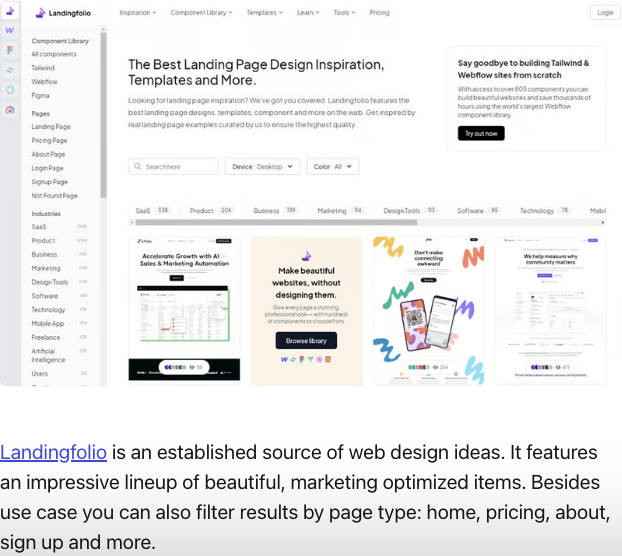 Landingfolio
Inspiration
Component Library
Templates
Learn
Tools
Pricing
Login
Component Library
All components
Tailwind
Webflow
Figma
Pages
Landing Page
Pricing Page
About Page
Login Page
Signup Page
Not Found Page
Industries
SaaS
Product
Business
Marketing
Design Tools
Software
Technology
Mobile App
Freelance
Artificial
Intelligence
Users
The Best Landing Page Design Inspiration,
Templates and More.
Looking for landing page inspiration? We've got you covered. Landingfolio features the
best landing page designs, templates, component and more on the web. Get inspired by
real landing page examples curated by us to ensure the highest quality.
Say goodbye to building Tailwind &
Webflow sites from scratch
With access to over 805 components you can
build beautiful websites and save thousands of
hours using the world's largest Webflow
component library.
Try out now
Search here
Device: Desktop
Color: All
SaaS 338
Product 206
Business 139
Marketing 114
Design Tools 113
Software 85
Technology 78
Mobil
Accelerate Growth with AI
Sales & Marketing Automation
Make beautiful
websites, without
designing them.
Give every page a stunning,
professional look — with hundreds
of components to choose from
Browse library
Don't make
connecting
awkward!
264
We help measure why
community matters
471
Landingfolio is an established source of web design ideas. It features
an impressive lineup of beautiful, marketing optimized items. Besides
use case you can also filter results by page type: home, pricing, about,
sign up and more.